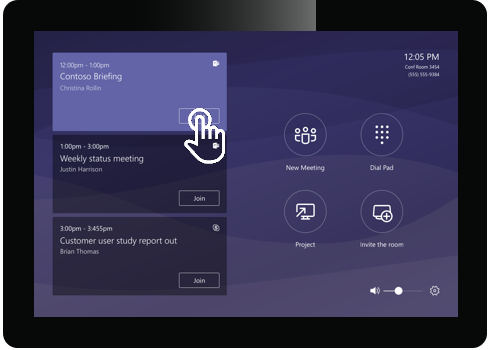 12:05 PM
Conf Room 3454
(555) 555-9384
12:00pm - 1:00pm
Contoso Briefing
Christina Rollin
1:00pm - 3:00pm
Weekly status meeting
Justin Harrison
Join
3:00pm - 3:455pm
Customer user study report out
Brian Thomas
Join
New Meeting
Dial Pad
Project
Invite the room